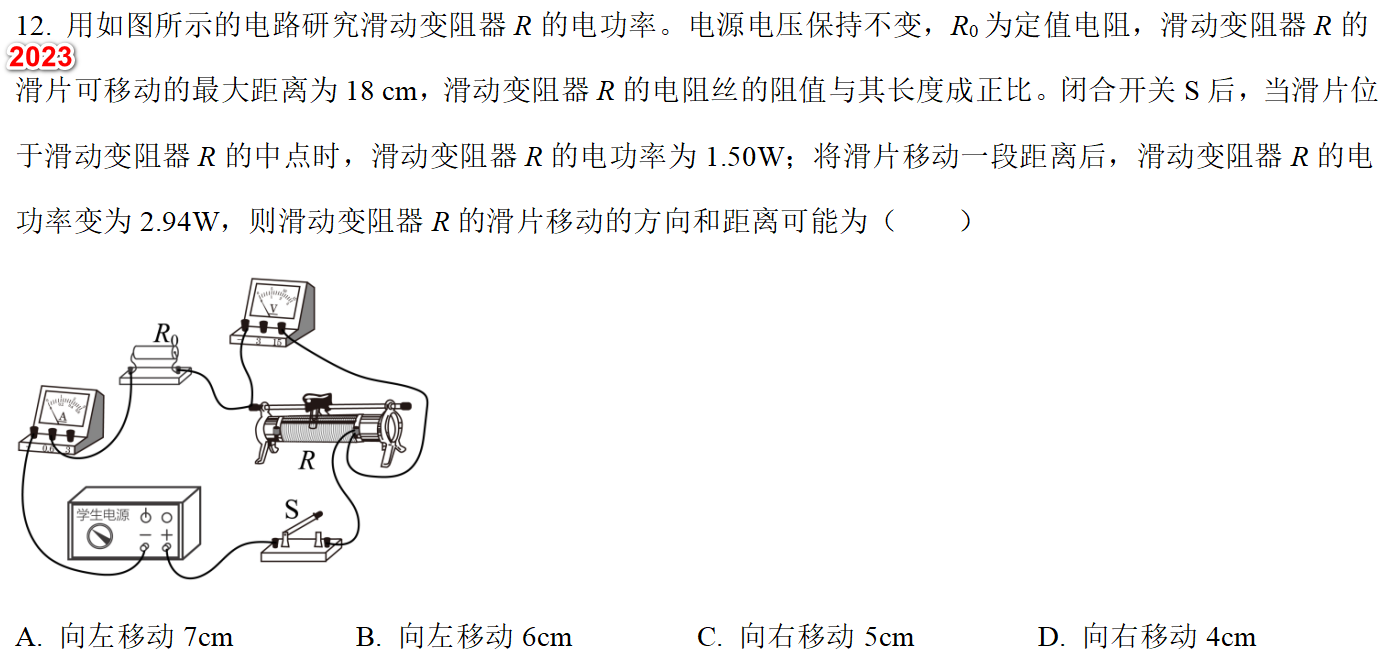 12. 用如图所示的电路研究滑动变阻器 R 的电功率。电源电压保持不变，R₀ 为定值电阻，滑动变阻器 R 的
2023
滑片可移动的最大距离为 18 cm，滑动变阻器 R 的电阻丝的阻值与其长度成正比。闭合开关 S 后，当滑片位
于滑动变阻器 R 的中点时，滑动变阻器 R 的电功率为 1.50W；将滑片移动一段距离后，滑动变阻器 R 的电
功率变为 2.94W，则滑动变阻器 R 的滑片移动的方向和距离可能为（　　）
V
− 3 15
R₀
A
0.6 3
R
S
学生电源
− +
A. 向左移动 7cm B. 向左移动 6cm C. 向右移动 5cm D. 向右移动 4cm